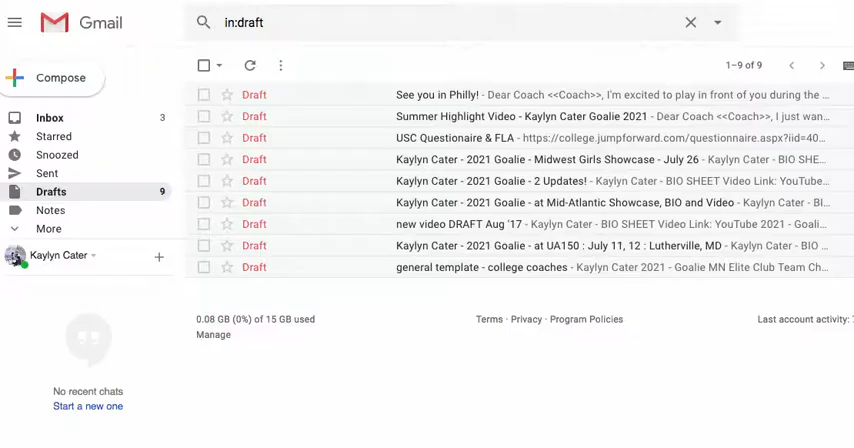 Gmail
in:draft
Compose
1–9 of 9
Inbox 3
Starred
Snoozed
Sent
Drafts 9
Notes
More
Kaylyn Cater
No recent chats
Start a new one
Draft See you in Philly! - Dear Coach <<Coach>>, I'm excited to play in front of you during the ...
Draft Summer Highlight Video - Kaylyn Cater Goalie 2021 - Dear Coach <<Coach>>, I just wan...
Draft USC Questionaire & FLA - https://college.jumpforward.com/questionnaire.aspx?iid=40...
Draft Kaylyn Cater - 2021 Goalie - Midwest Girls Showcase - July 26 - Kaylyn Cater - BIO SHE...
Draft Kaylyn Cater - 2021 Goalie - 2 Updates! - Kaylyn Cater - BIO SHEET Video Link: YouTube...
Draft Kaylyn Cater - 2021 Goalie - at Mid-Atlantic Showcase, BIO and Video - Kaylyn Cater - BI...
Draft new video DRAFT Aug '17 - Kaylyn Cater - BIO SHEET Video Link: YouTube 2021 - Goali...
Draft Kaylyn Cater - 2021 Goalie - at UA150 : July 11, 12 : Lutherville, MD - Kaylyn Cater - BIO ...
Draft general template - college coaches - Kaylyn Cater 2021 - Goalie MN Elite Club Team Ch...
0.08 GB (0%) of 15 GB used
Manage
Terms · Privacy · Program Policies
Last account activity: